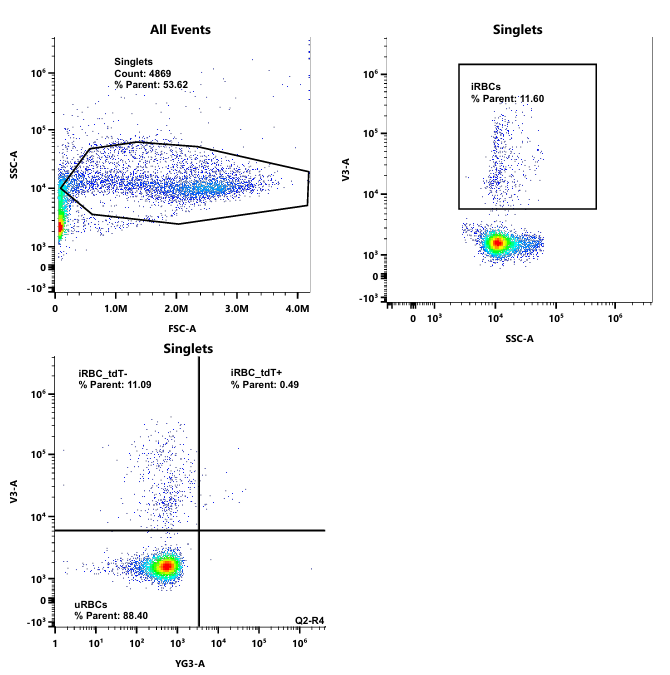 All Events
Singlets
Count: 4869
% Parent: 53.62
SSC-A
10⁶
10⁵
10⁴
10³
0
-10³
0
1.0M
2.0M
3.0M
4.0M
FSC-A
Singlets
iRBCs
% Parent: 11.60
V3-A
10⁶
10⁵
10⁴
10³
0
-10³
0
10³
10⁴
10⁵
10⁶
SSC-A
Singlets
iRBC_tdT-
% Parent: 11.09
iRBC_tdT+
% Parent: 0.49
V3-A
10⁶
10⁵
10⁴
10³
0
-10³
uRBCs
% Parent: 88.40
Q2-R4
1
10¹
10²
10³
10⁴
10⁵
10⁶
YG3-A